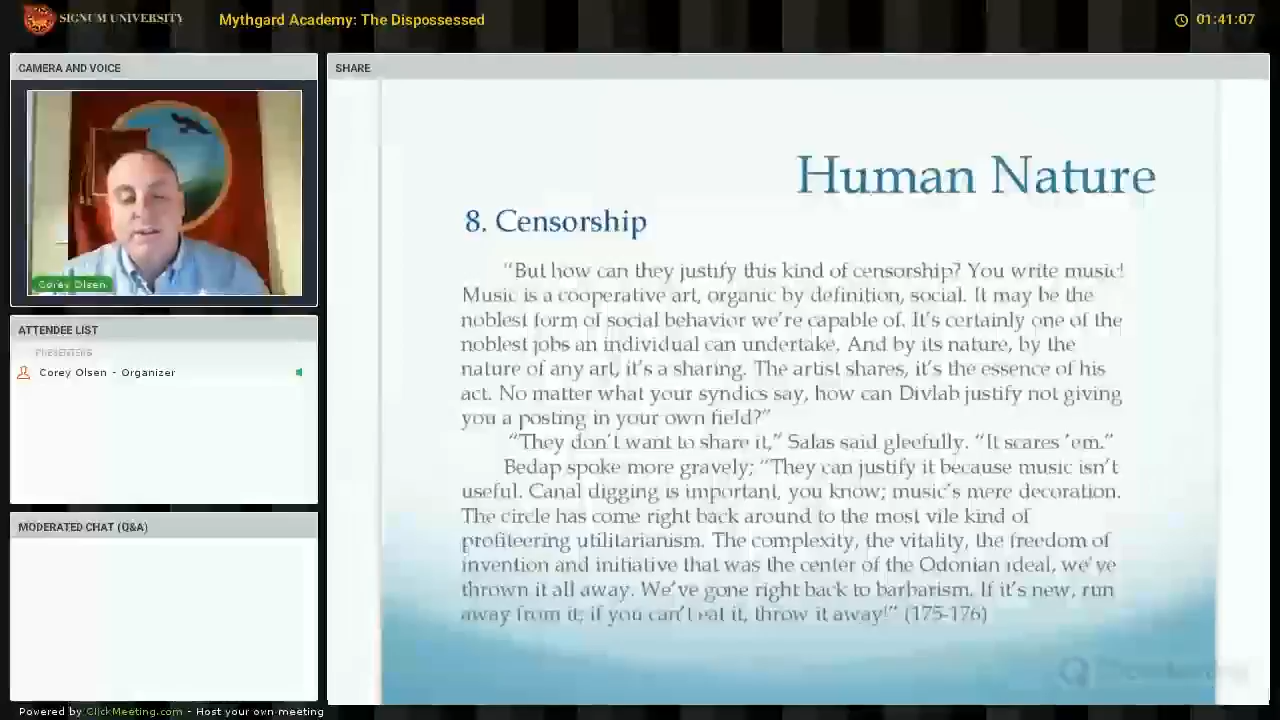 SIGNUM UNIVERSITY
Mythgard Academy: The Dispossessed
01:41:07
CAMERA AND VOICE
SHARE
Corey Olsen
ATTENDEE LIST
PRESENTERS
Corey Olsen - Organizer
MODERATED CHAT (Q&A)
Human Nature
8. Censorship
“But how can they justify this kind of censorship? You write music!
Music is a cooperative art, organic by definition, social. It may be the
noblest form of social behavior we’re capable of. It’s certainly one of the
noblest jobs an individual can undertake. And by its nature, by the
nature of any art, it’s a sharing. The artist shares, it’s the essence of his
act. No matter what your syndics say, how can Divlab justify not giving
you a posting in your own field?”
“They don’t want to share it,” Salas said gleefully. “It scares ’em.”
Bedap spoke more gravely; “They can justify it because music isn’t
useful. Canal digging is important, you know; music’s mere decoration.
The circle has come right back around to the most vile kind of
profiteering utilitarianism. The complexity, the vitality, the freedom of
invention and initiative that was the center of the Odonian ideal, we’ve
thrown it all away. We’ve gone right back to barbarism. If it’s new, run
away from it; if you can’t eat it, throw it away!” (175-176)
Powered by ClickMeeting.com - Host your own meeting